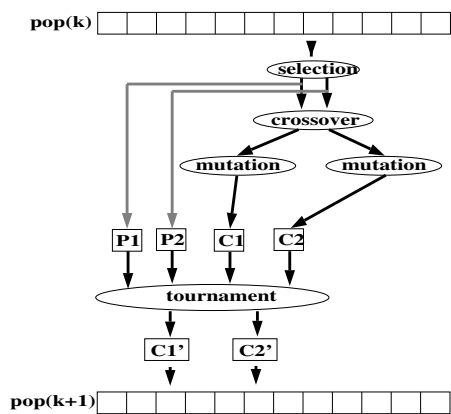 pop(k)
selection
crossover
mutation mutation
P1 P2 C1 C2
tournament
C1' C2'
pop(k+1)